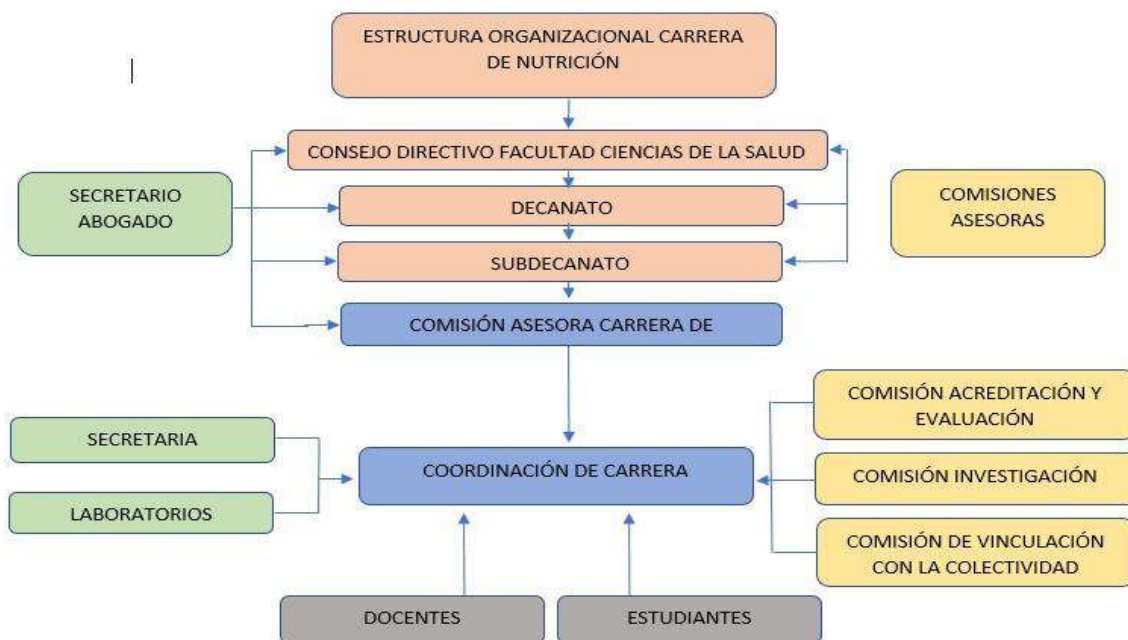 ESTRUCTURA ORGANIZACIONAL CARRERA
DE NUTRICIÓN
CONSEJO DIRECTIVO FACULTAD CIENCIAS DE LA SALUD
SECRETARIO
ABOGADO
DECANATO
COMISIONES
ASESORAS
SUBDECANATO
COMISIÓN ASESORA CARRERA DE
COMISIÓN ACREDITACIÓN Y
EVALUACIÓN
SECRETARIA
COORDINACIÓN DE CARRERA
COMISIÓN INVESTIGACIÓN
LABORATORIOS
COMISIÓN DE VINCULACIÓN
CON LA COLECTIVIDAD
DOCENTES
ESTUDIANTES